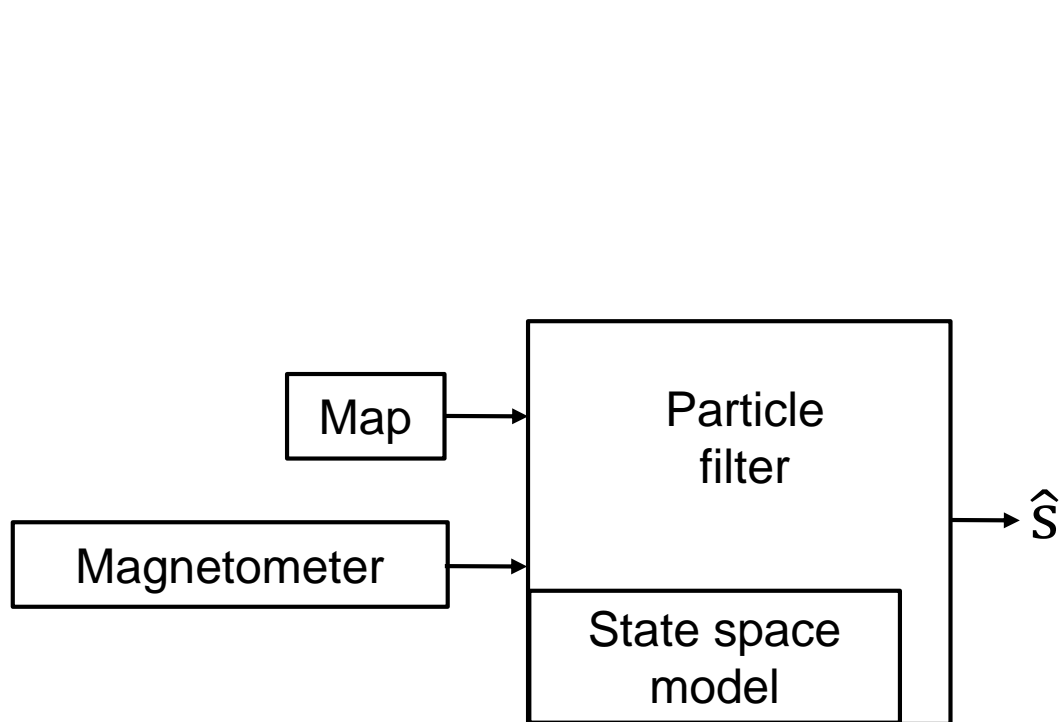 Map
Particle
filter
ŝ
Magnetometer
State space
model